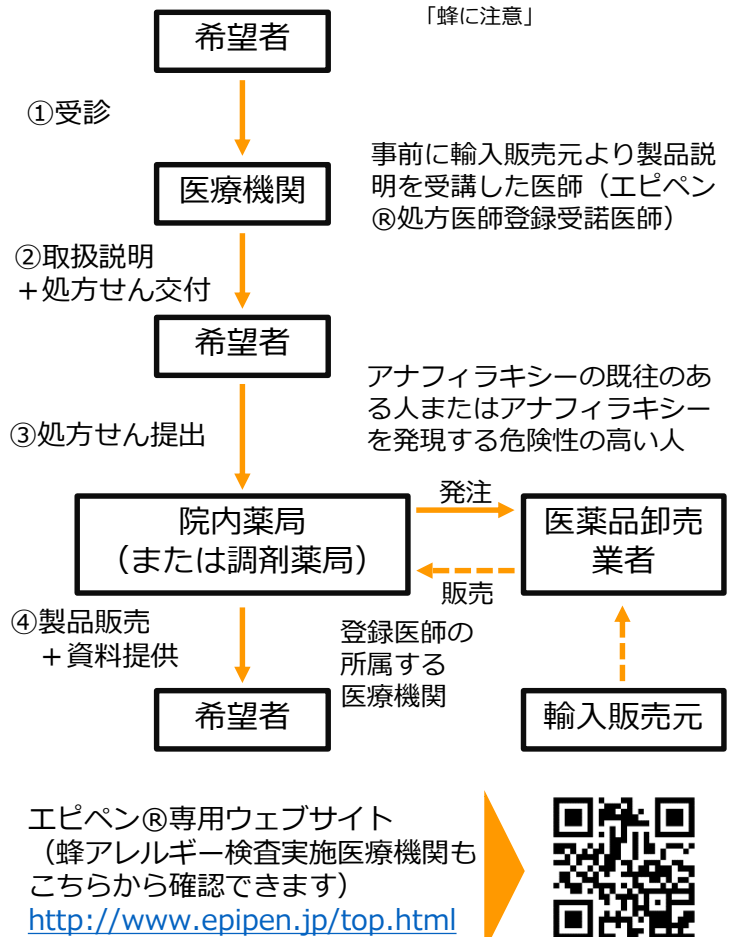 「蜂に注意」
希望者
①受診
医療機関
事前に輸入販売元より製品説
明を受講した医師（エピペン
®処方医師登録受諾医師）
②取扱説明
＋処方せん交付
希望者
アナフィラキシーの既往のあ
る人またはアナフィラキシー
を発現する危険性の高い人
③処方せん提出
院内薬局
（または調剤薬局）
発注
販売
医薬品卸売
業者
④製品販売
＋資料提供
登録医師の
所属する
医療機関
希望者
輸入販売元
エピペン®専用ウェブサイト
（蜂アレルギー検査実施医療機関も
こちらから確認できます）
http://www.epipen.jp/top.html